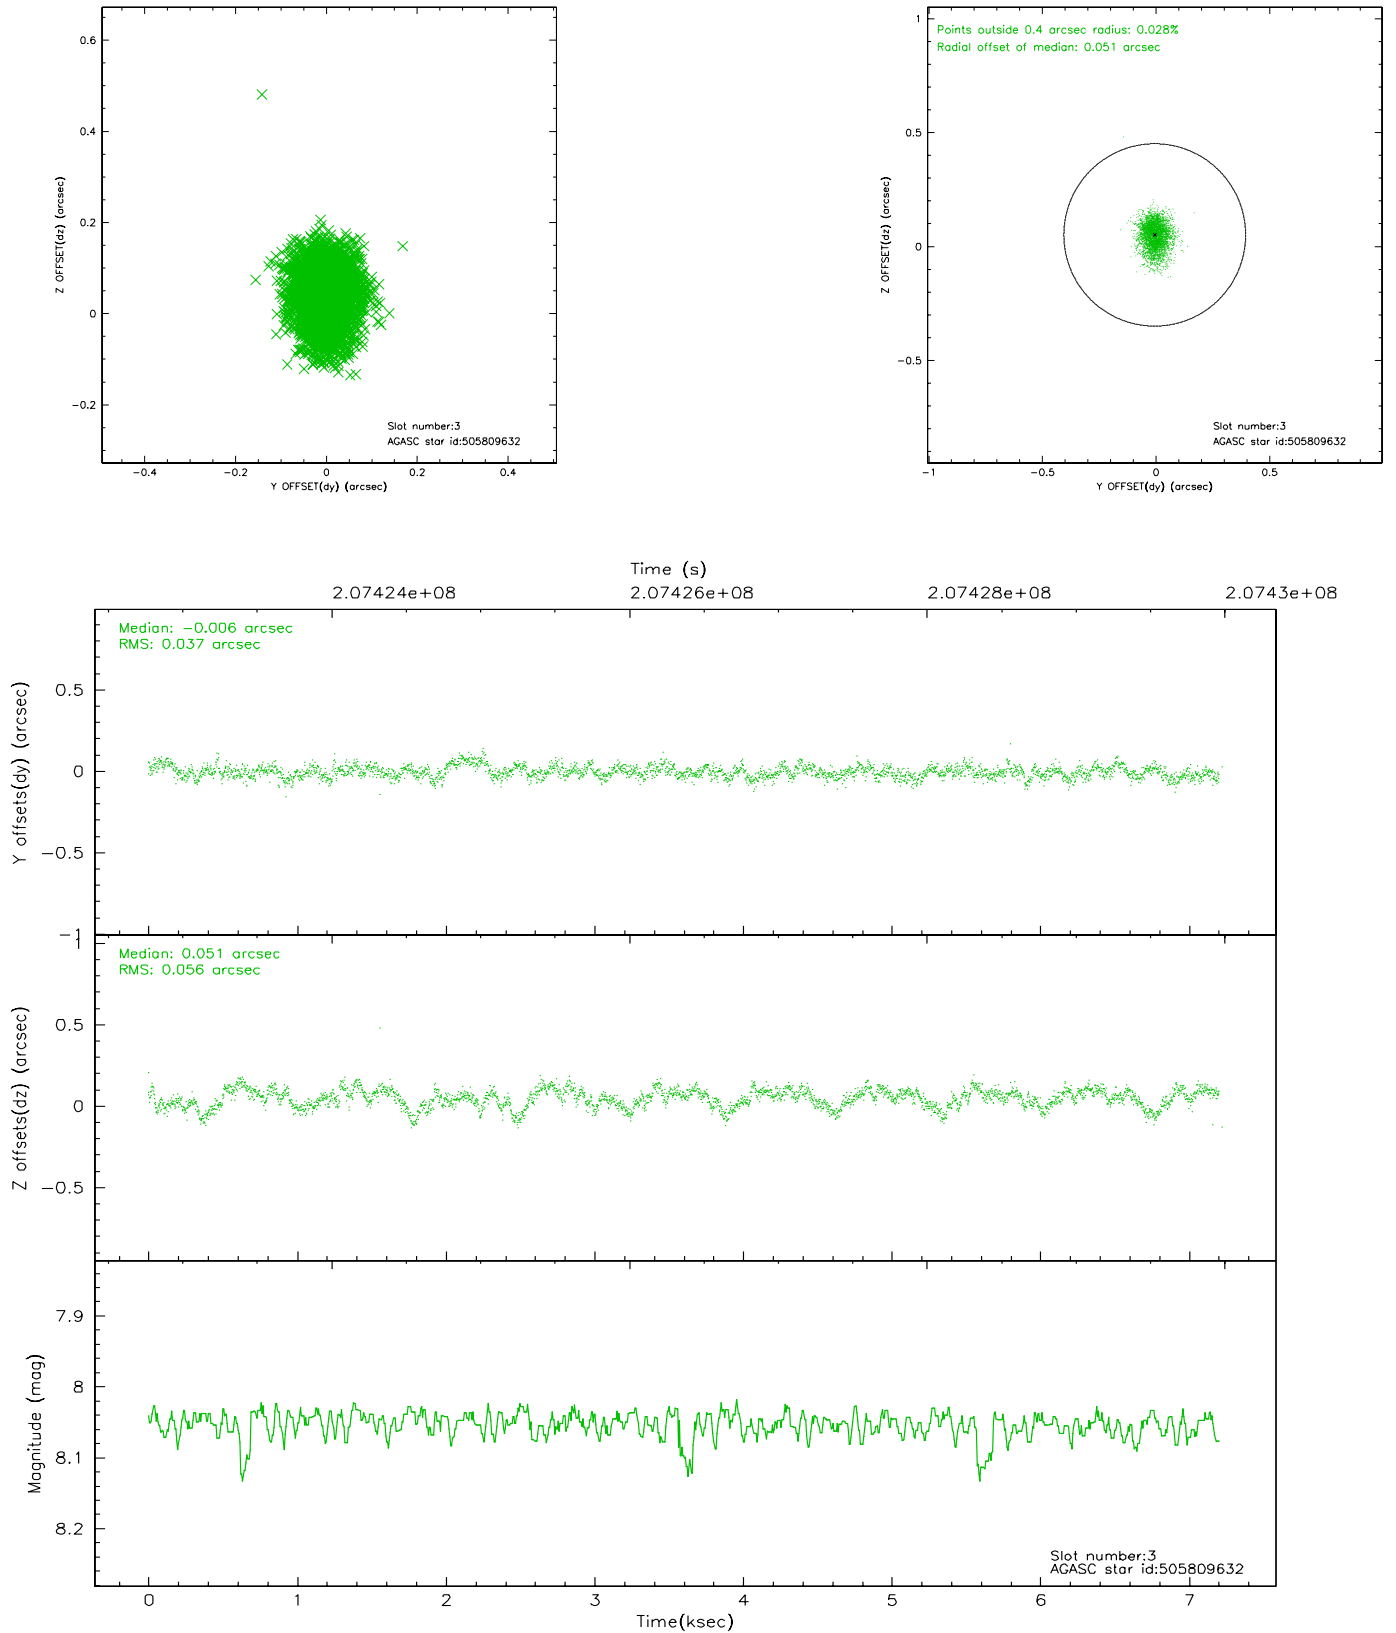 0.6
0.4
0.2
0
−0.2
−0.4
−0.2
0
0.2
0.4
Z OFFSET(dz) (arcsec)
Y OFFSET(dy) (arcsec)
Slot number:3
AGASC star id:505809632
Points outside 0.4 arcsec radius: 0.028%
Radial offset of median: 0.051 arcsec
1
0.5
0
−0.5
−1
−0.5
0
0.5
Z OFFSET(dz) (arcsec)
Y OFFSET(dy) (arcsec)
Slot number:3
AGASC star id:505809632
Time (s)
2.07424e+08
2.07426e+08
2.07428e+08
2.0743e+08
Median: −0.006 arcsec
RMS: 0.037 arcsec
Y offsets(dy) (arcsec)
0.5
0
−0.5
−1
Median: 0.051 arcsec
RMS: 0.056 arcsec
Z offsets(dz) (arcsec)
1
0.5
0
−0.5
Magnitude (mag)
7.9
8
8.1
8.2
Slot number:3
AGASC star id:505809632
0
1
2
3
4
5
6
7
Time(ksec)